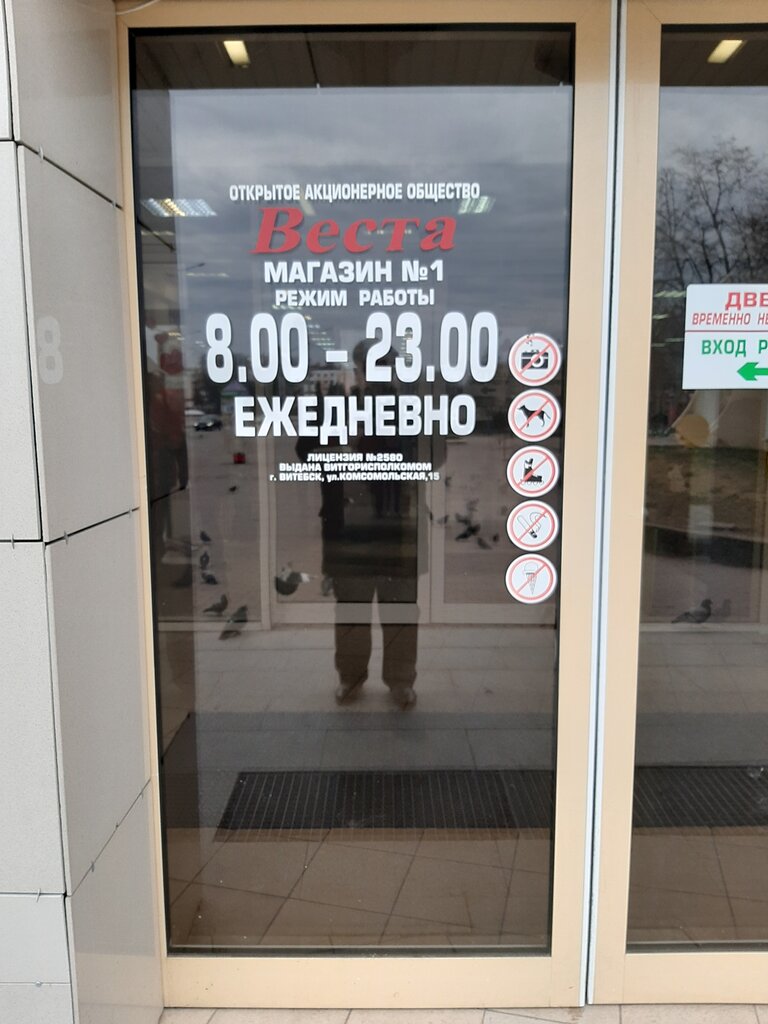 ОТКРЫТОЕ АКЦИОНЕРНОЕ ОБЩЕСТВО
Веста
МАГАЗИН №1
РЕЖИМ РАБОТЫ
8.00 - 23.00
ЕЖЕДНЕВНО
ЛИЦЕНЗИЯ №2580
ВЫДАНА ВИТГОРИСПОЛКОМОМ
г. ВИТЕБСК, ул.КОМСОМОЛЬСКАЯ,15
ВРЕМЕННО
ВХОД
8